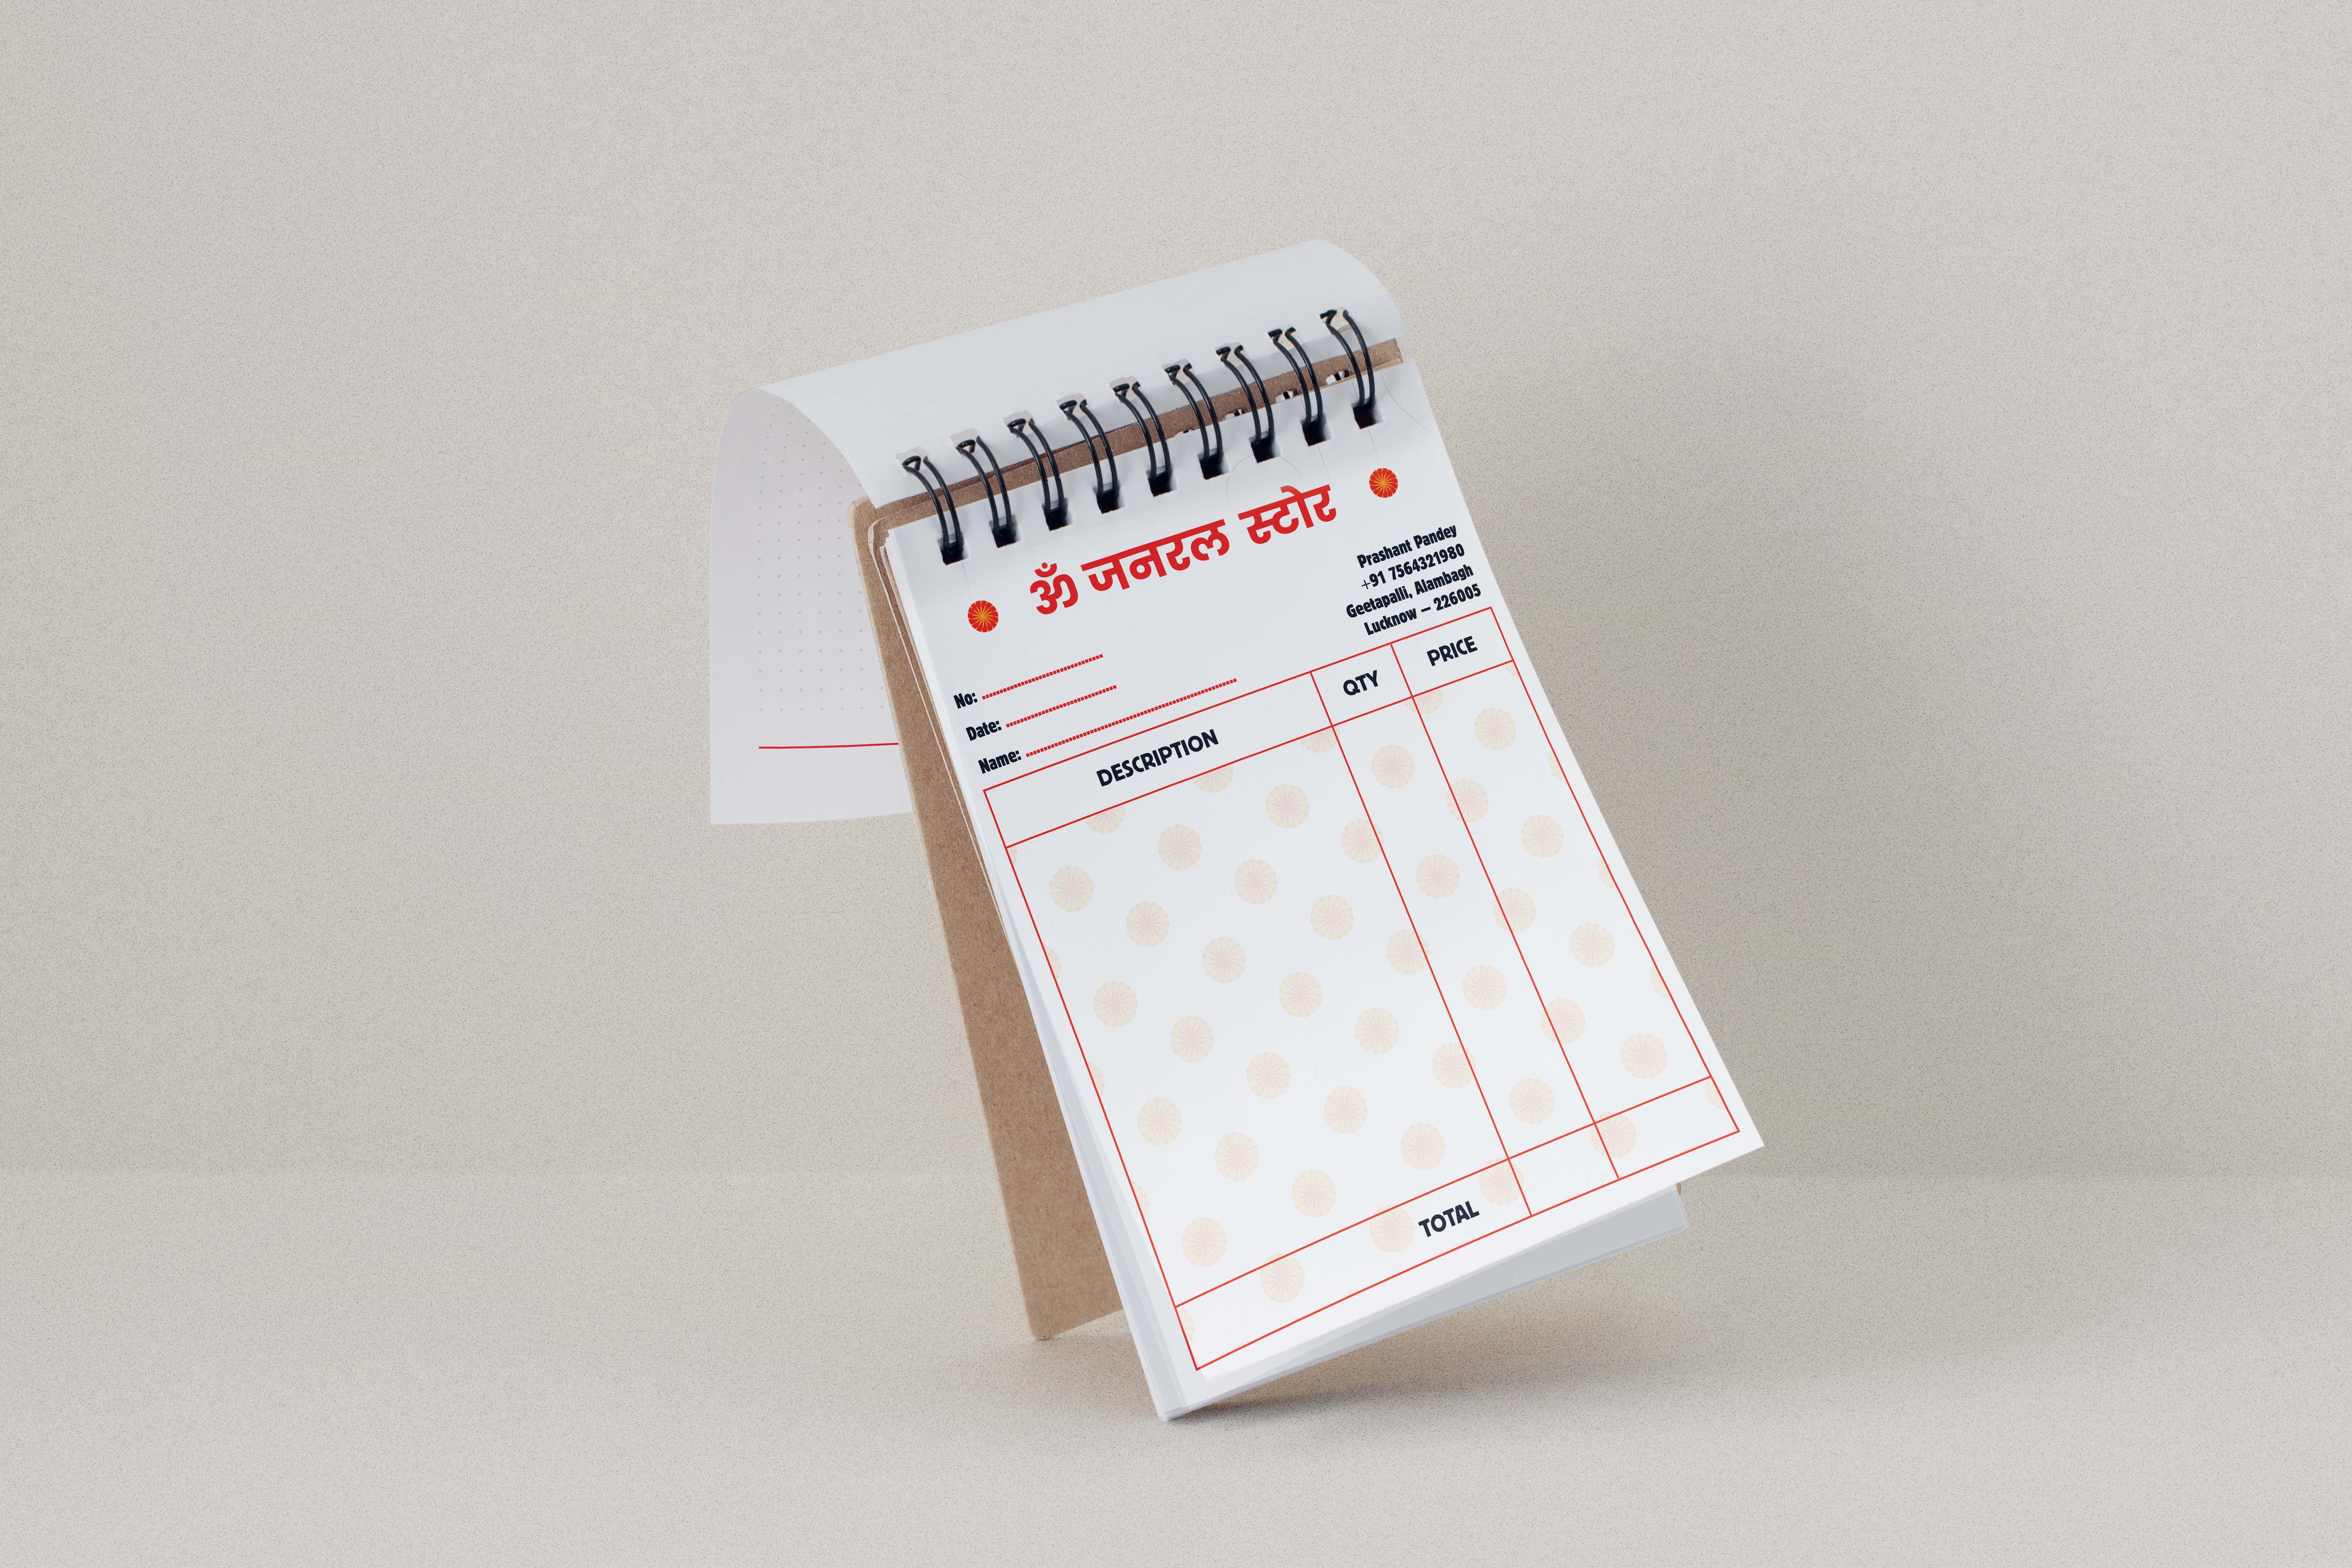 ॐ जनरल स्टोर
Prashant Pandey
+91 7564321980
Geetapalli, Alambagh
Lucknow – 226005
No:
Date:
Name:
DESCRIPTION QTY PRICE
TOTAL